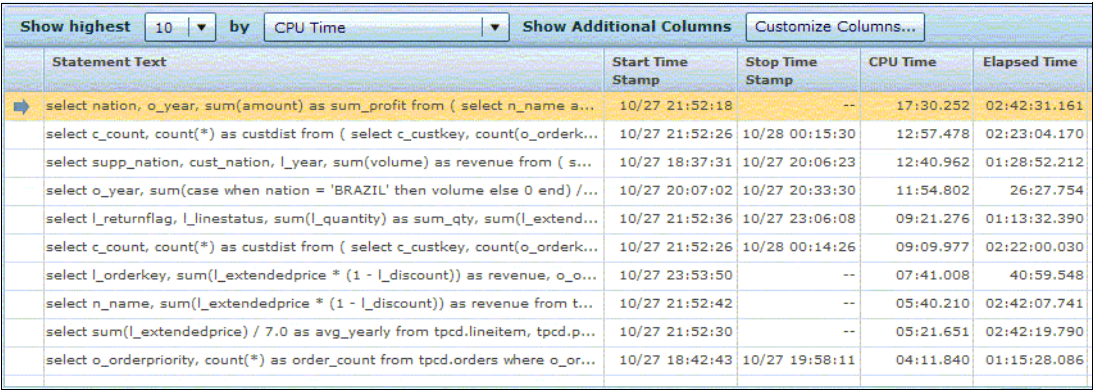 Show highest 10 by CPU Time Show Additional Columns Customize Columns...
Statement Text Start Time Stamp Stop Time Stamp CPU Time Elapsed Time
select nation, o_year, sum(amount) as sum_profit from ( select n_name a... 10/27 21:52:18 -- 17:30.252 02:42:31.161
select c_count, count(*) as custdist from ( select c_custkey, count(o_orderk... 10/27 21:52:26 10/28 00:15:30 12:57.478 02:23:04.170
select supp_nation, cust_nation, l_year, sum(volume) as revenue from ( s... 10/27 18:37:31 10/27 20:06:23 12:40.962 01:28:52.212
select o_year, sum(case when nation = 'BRAZIL' then volume else 0 end) /... 10/27 20:07:02 10/27 20:33:30 11:54.802 26:27.754
select l_returnflag, l_linestatus, sum(l_quantity) as sum_qty, sum(l_extend... 10/27 21:52:36 10/27 23:06:08 09:21.276 01:13:32.390
select c_count, count(*) as custdist from ( select c_custkey, count(o_orderk... 10/27 21:52:26 10/28 00:14:26 09:09.977 02:22:00.030
select l_orderkey, sum(l_extendedprice * (1 - l_discount)) as revenue, o_o... 10/27 23:53:50 -- 07:41.008 40:59.548
select n_name, sum(l_extendedprice * (1 - l_discount)) as revenue from t... 10/27 21:52:42 -- 05:40.210 02:42:07.741
select sum(l_extendedprice) / 7.0 as avg_yearly from tpcd.lineitem, tpcd.p... 10/27 21:52:30 -- 05:21.651 02:42:19.790
select o_orderpriority, count(*) as order_count from tpcd.orders where o_or... 10/27 18:42:43 10/27 19:58:11 04:11.840 01:15:28.086